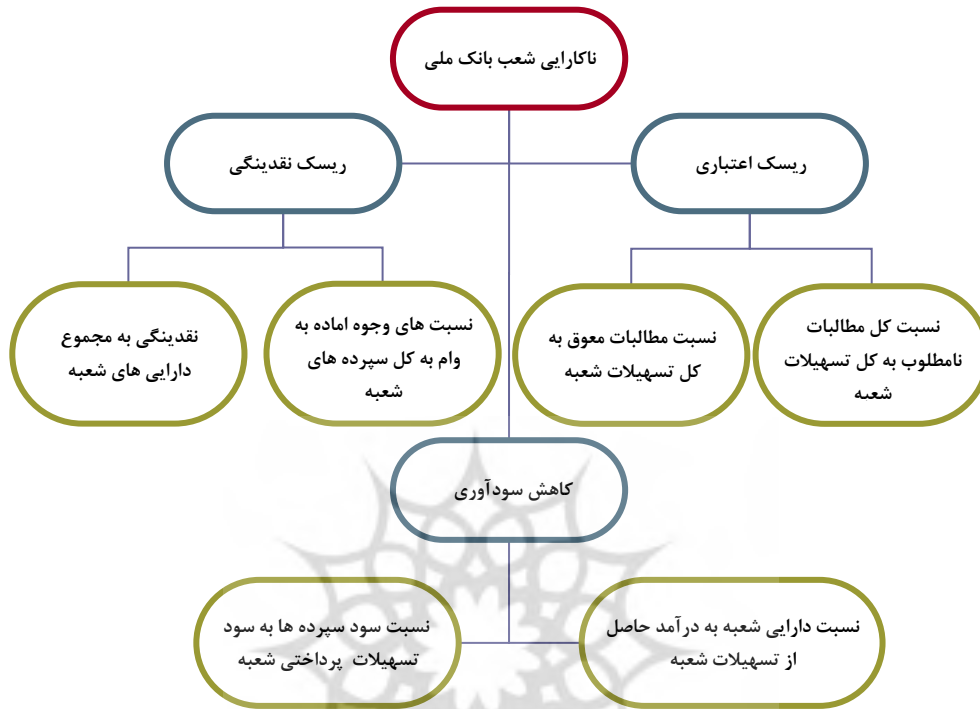 ناکارایی شعب بانک ملی
ریسک اعتباری
ریسک نقدینگی
نسبت کل مطالبات
نامطلوب به کل تسهیلات
شعبه
نسبت مطالبات معوق به
کل تسهیلات شعبه
نسبت های وجوه اماده به
وام به کل سپرده های
شعبه
نقدینگی به مجموع
دارایی های شعبه
کاهش سودآوری
نسبت دارایی شعبه به درآمد حاصل
از تسهیلات شعبه
نسبت سود سپرده ها به سود
تسهیلات پرداختی شعبه